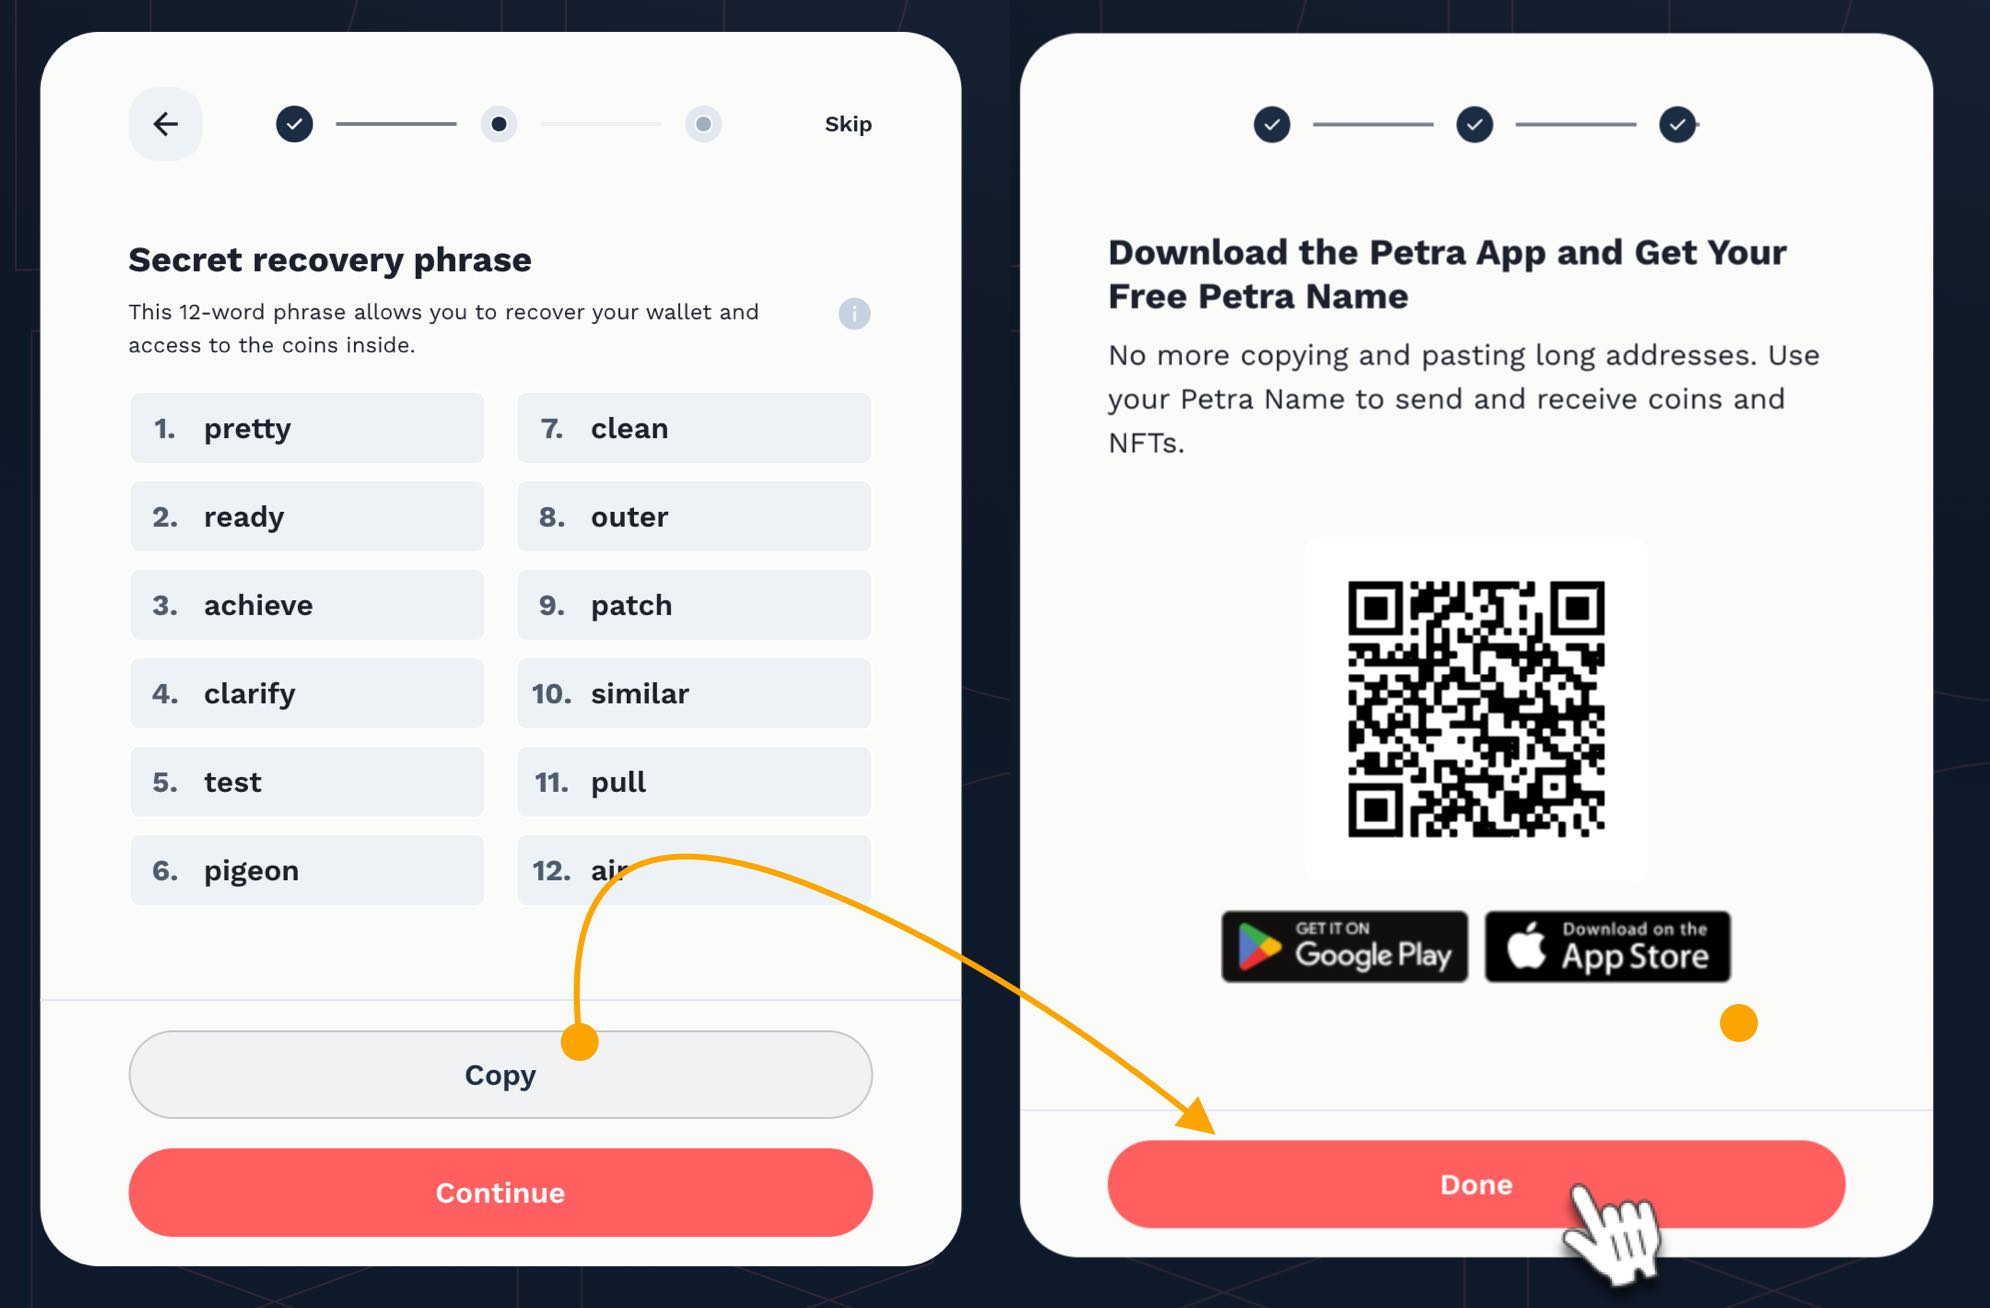 Skip
Secret recovery phrase
This 12-word phrase allows you to recover your wallet and
access to the coins inside.
1. pretty
2. ready
3. achieve
4. clarify
5. test
6. pigeon
7. clean
8. outer
9. patch
10. similar
11. pull
12. air
Copy
Continue
Download the Petra App and Get Your
Free Petra Name
No more copying and pasting long addresses. Use
your Petra Name to send and receive coins and
NFTs.
GET IT ON
Google Play
Download on the
App Store
Done